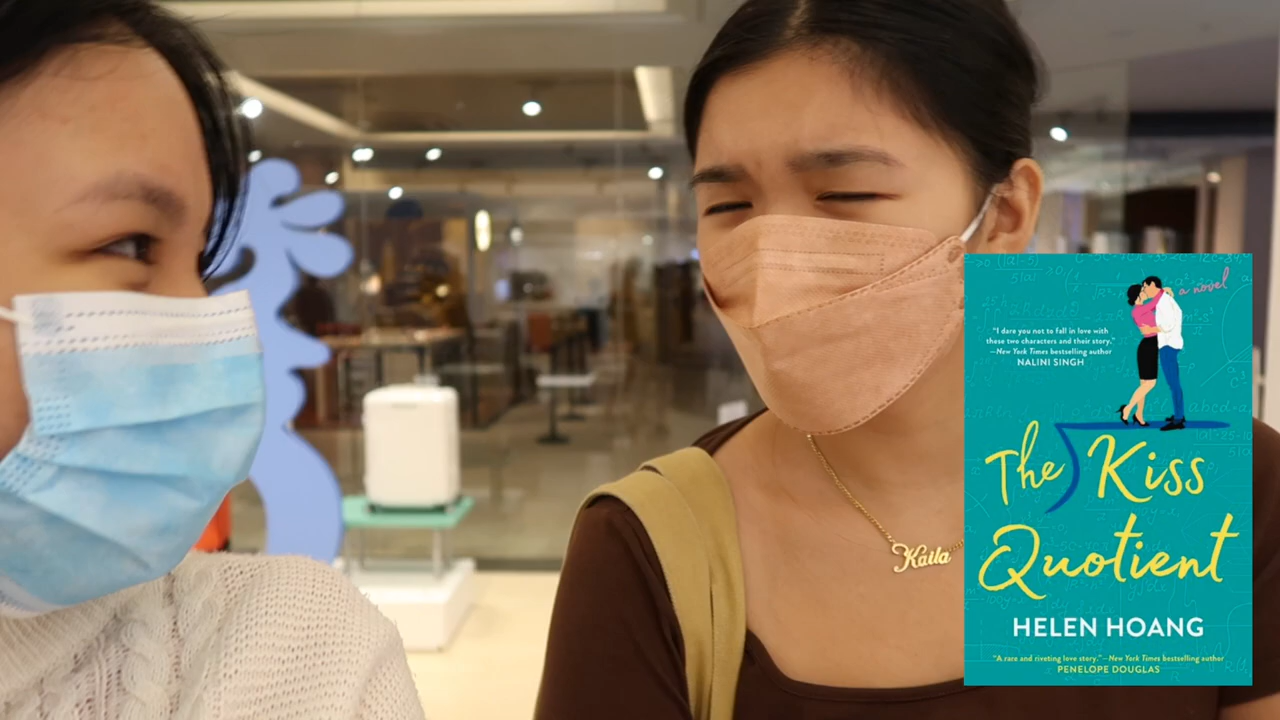 Kaila
a novel
"I dare you not to fall in love with
these two characters and their story."
—New York Times bestselling author
NALINI SINGH
The Kiss
Quotient
HELEN HOANG
"A rare and riveting love story."—New York Times bestselling author
PENELOPE DOUGLAS